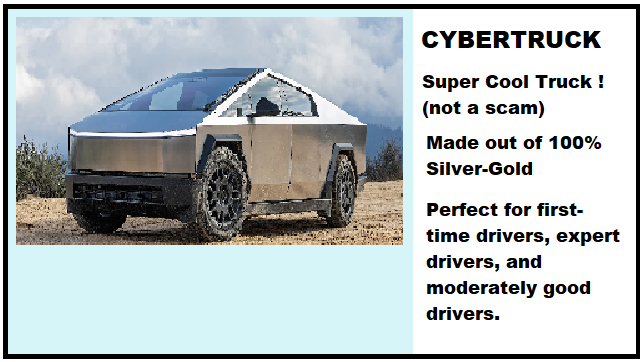 CYBERTRUCK
Super Cool Truck !
(not a scam)
Made out of 100%
Silver-Gold
Perfect for first-
time drivers, expert
drivers, and
moderately good
drivers.